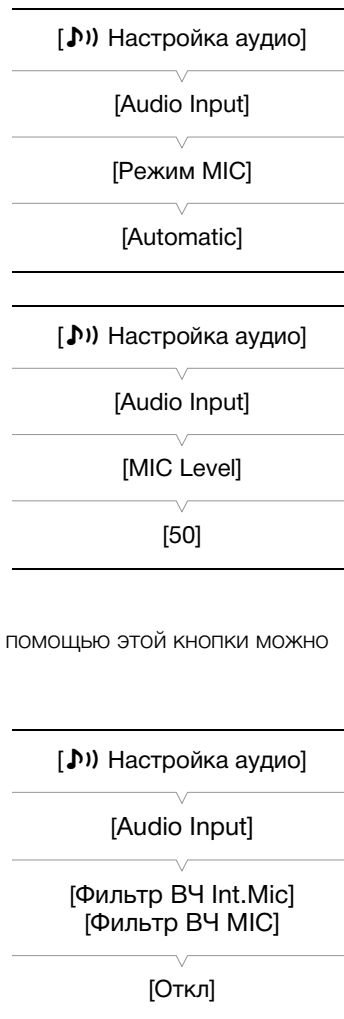 [♪)) Настройка аудио]
[Audio Input]
[Режим MIC]
[Automatic]
[♪)) Настройка аудио]
[Audio Input]
[MIC Level]
[50]
помощью этой кнопки можно
[♪)) Настройка аудио]
[Audio Input]
[Фильтр ВЧ Int.Mic]
[Фильтр ВЧ MIC]
[Откл]